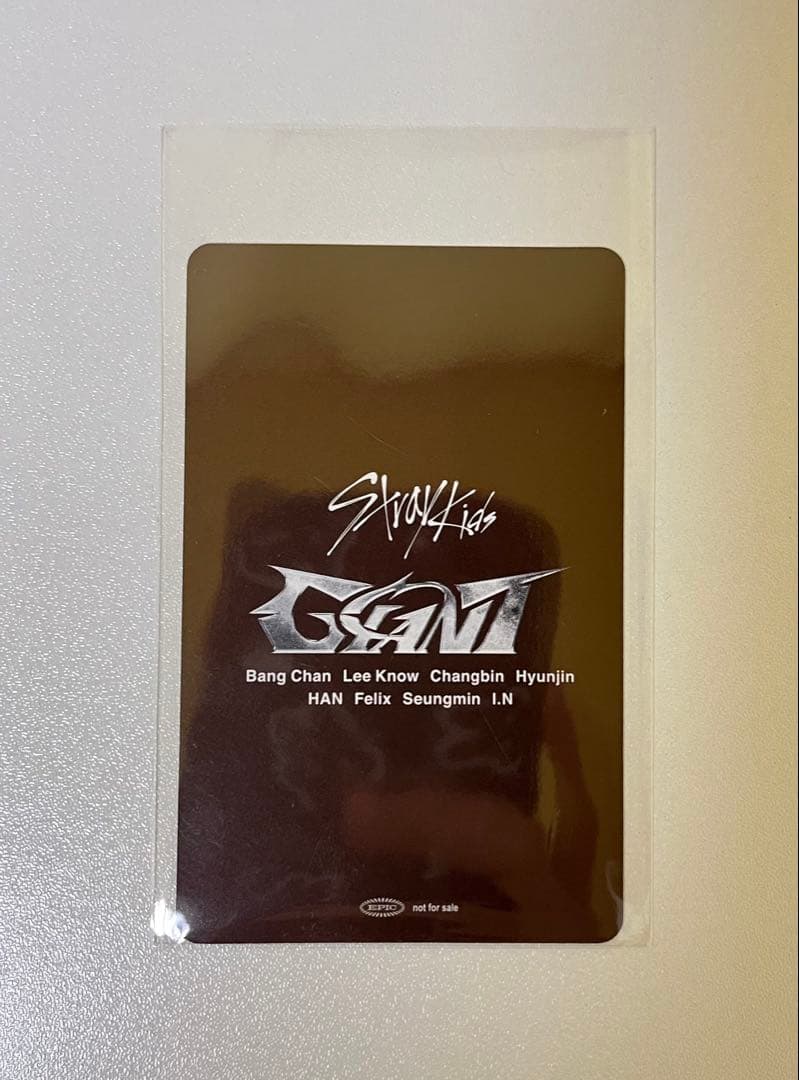 Stray Kids
GIANT
Bang Chan Lee Know Changbin Hyunjin
HAN Felix Seungmin I.N
EPIC not for sale